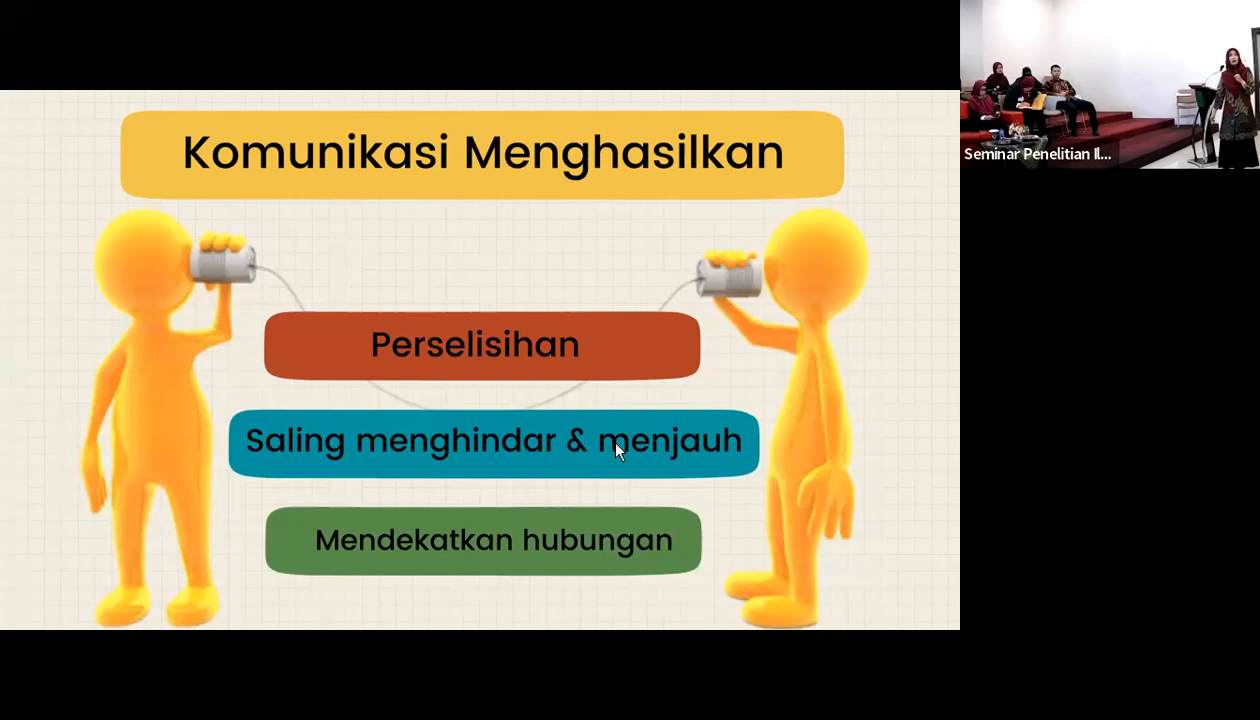 Komunikasi Menghasilkan
Perselisihan
Saling menghindar & menjauh
Mendekatkan hubungan
Seminar Penelitian Il...